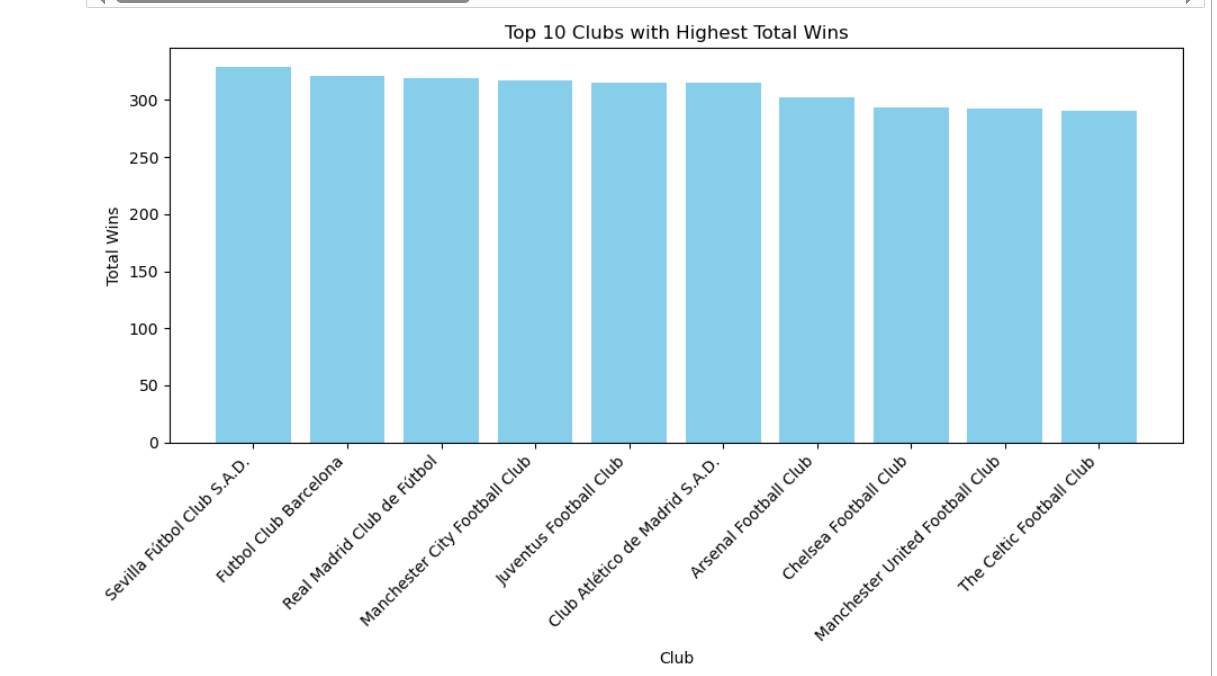 Top 10 Clubs with Highest Total Wins
Total Wins
300
250
200
150
100
50
0
Sevilla Fútbol Club S.A.D.
Futbol Club Barcelona
Real Madrid Club de Fútbol
Manchester City Football Club
Juventus Football Club
Club Atlético de Madrid S.A.D.
Arsenal Football Club
Chelsea Football Club
Manchester United Football Club
The Celtic Football Club
Club